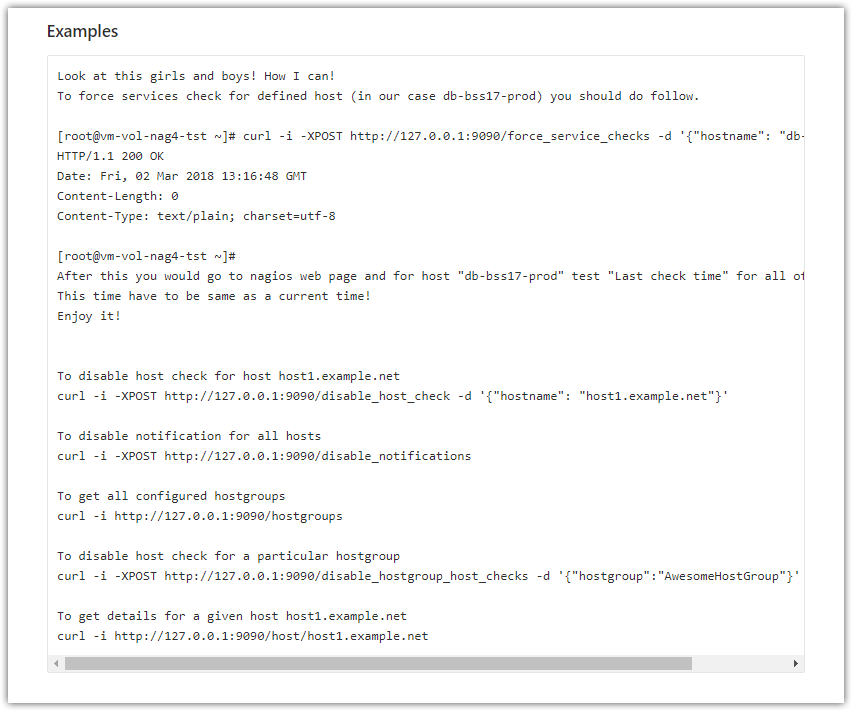 Examples
Look at this girls and boys! How I can!
To force services check for defined host (in our case db-bss17-prod) you should do follow.
[root@vm-vol-nag4-tst ~]# curl -i -XPOST http://127.0.0.1:9090/force_service_checks -d '{"hostname": "db-
HTTP/1.1 200 OK
Date: Fri, 02 Mar 2018 13:16:48 GMT
Content-Length: 0
Content-Type: text/plain; charset=utf-8
[root@vm-vol-nag4-tst ~]#
After this you would go to nagios web page and for host "db-bss17-prod" test "Last check time" for all of
This time have to be same as a current time!
Enjoy it!
To disable host check for host host1.example.net
curl -i -XPOST http://127.0.0.1:9090/disable_host_check -d '{"hostname": "host1.example.net"}'
To disable notification for all hosts
curl -i -XPOST http://127.0.0.1:9090/disable_notifications
To get all configured hostgroups
curl -i http://127.0.0.1:9090/hostgroups
To disable host check for a particular hostgroup
curl -i -XPOST http://127.0.0.1:9090/disable_hostgroup_host_checks -d '{"hostgroup":"AwesomeHostGroup"}'
To get details for a given host host1.example.net
curl -i http://127.0.0.1:9090/host/host1.example.net